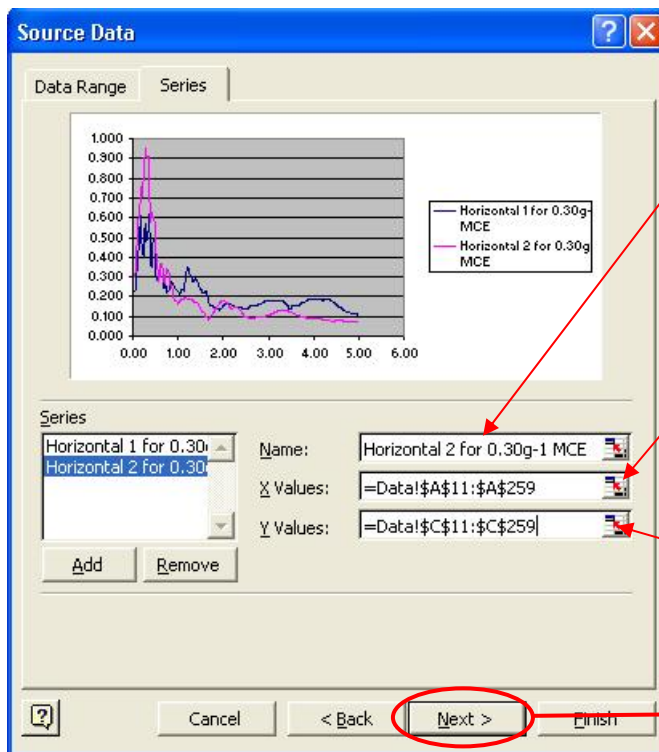 Source Data
Data Range Series
1.000
0.900
0.800
0.700
0.600
0.500
0.400
0.300
0.200
0.100
0.000
0.00 1.00 2.00 3.00 4.00 5.00 6.00
Horizontal 1 for 0.30g-
MCE
Horizontal 2 for 0.30g
MCE
Series
Horizontal 1 for 0.30
Horizontal 2 for 0.30
Add Remove
Name: Horizontal 2 for 0.30g-1 MCE
X Values: =Data!$A$11:$A$259
Y Values: =Data!$C$11:$C$259
Cancel < Back Next > Finish